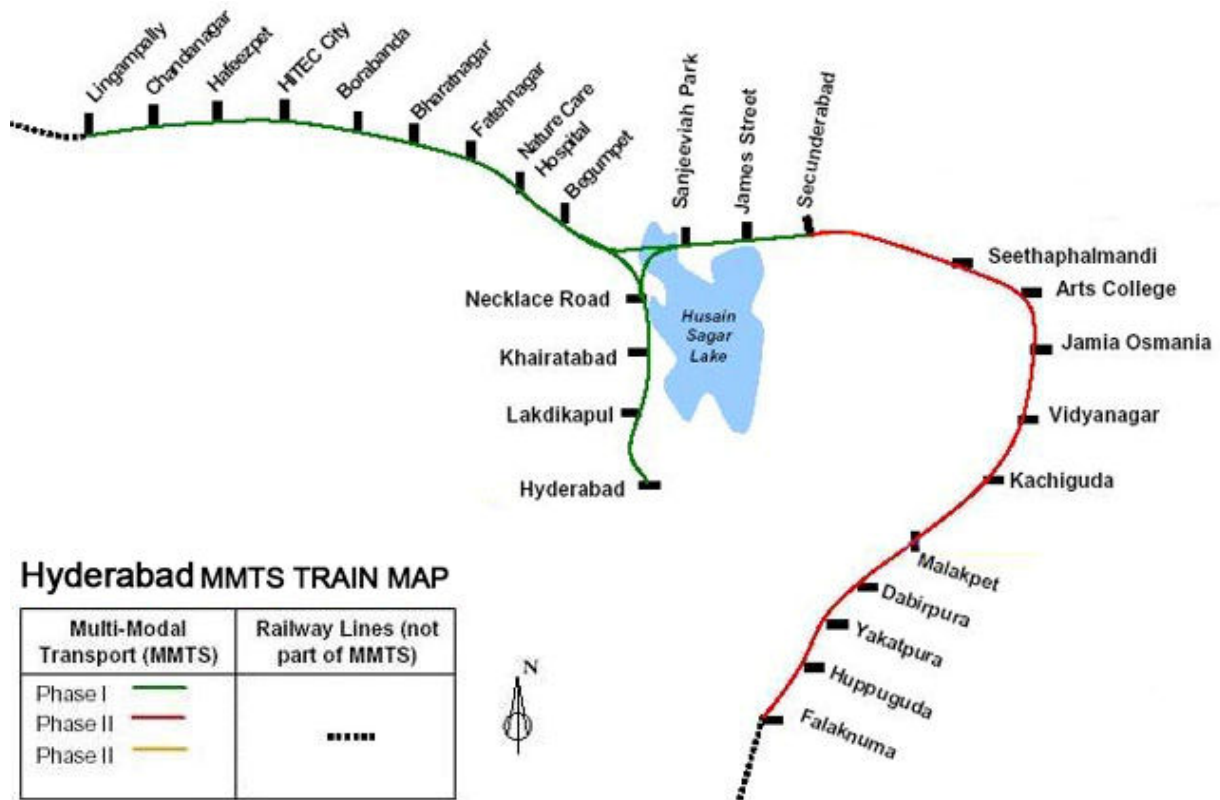 Lingampally
Chandanagar
Hafeezpet
HITEC City
Borabanda
Bharatnagar
Fatehnagar
Nature Care
Hospital
Begumpet
Sanjeeviah Park
James Street
Secunderabad
Seethaphalmandi
Arts College
Jamia Osmania
Vidyanagar
Kachiguda
Malakpet
Dabirpura
Yakatpura
Huppuguda
Falaknuma
Necklace Road
Khairatabad
Lakdikapul
Hyderabad
Husain
Sagar
Lake
Hyderabad MMTS TRAIN MAP
Multi-Modal
Transport (MMTS)
Railway Lines (not
part of MMTS)
Phase I
Phase II
Phase II
N